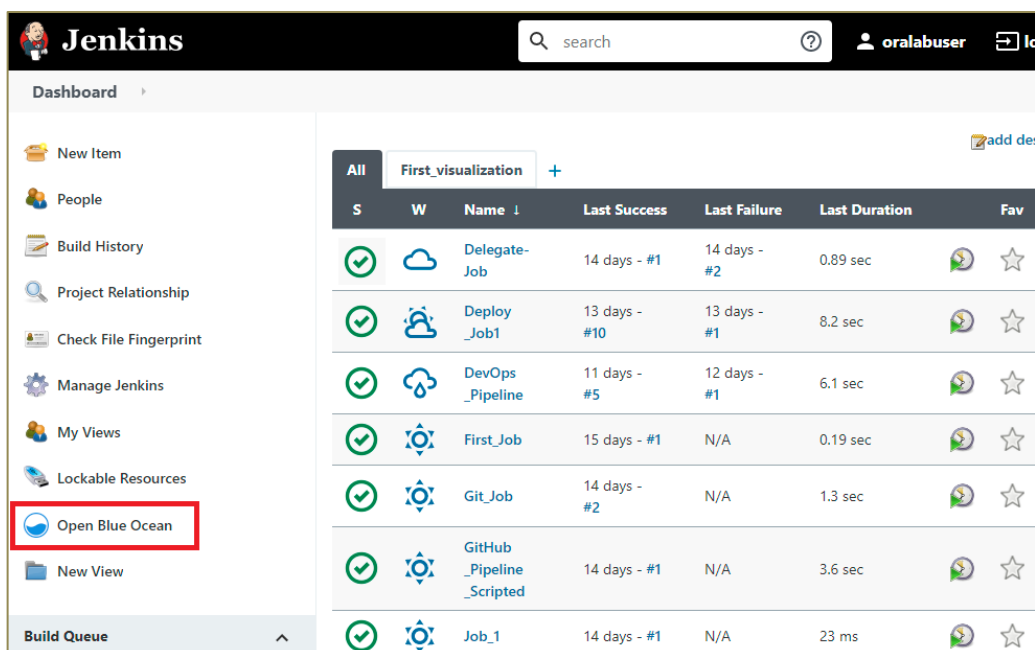 Jenkins
search
oralabuser
Dashboard
New Item
People
Build History
Project Relationship
Check File Fingerprint
Manage Jenkins
My Views
Lockable Resources
Open Blue Ocean
New View
Build Queue
add des
All First_visualization +
S W Name ↓ Last Success Last Failure Last Duration Fav
Delegate-
Job
14 days - #1
14 days -
#2
0.89 sec
Deploy
_Job1
13 days -
#10
13 days -
#1
8.2 sec
DevOps
_Pipeline
11 days -
#5
12 days -
#1
6.1 sec
First_Job 15 days - #1 N/A 0.19 sec
Git_Job
14 days -
#2
N/A
1.3 sec
GitHub
_Pipeline
_Scripted
14 days - #1
N/A
3.6 sec
Job_1 14 days - #1 N/A 23 ms